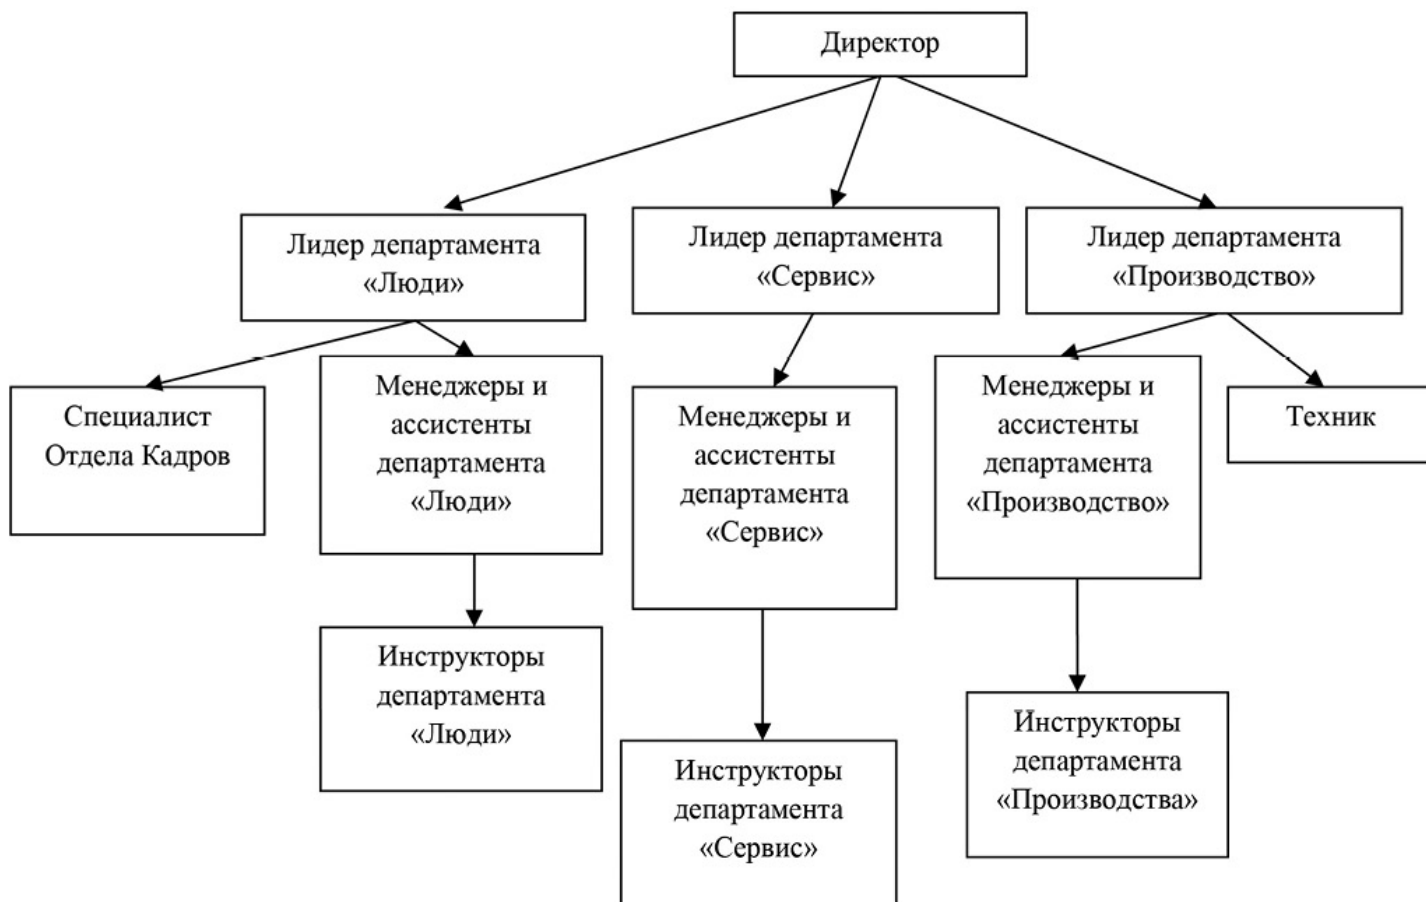 Директор
Лидер департамента
«Люди»
Лидер департамента
«Сервис»
Лидер департамента
«Производство»
Специалист
Отдела Кадров
Менеджеры и
ассистенты
департамента
«Люди»
Менеджеры и
ассистенты
департамента
«Сервис»
Менеджеры и
ассистенты
департамента
«Производство»
Техник
Инструкторы
департамента
«Люди»
Инструкторы
департамента
«Сервис»
Инструкторы
департамента
«Производства»